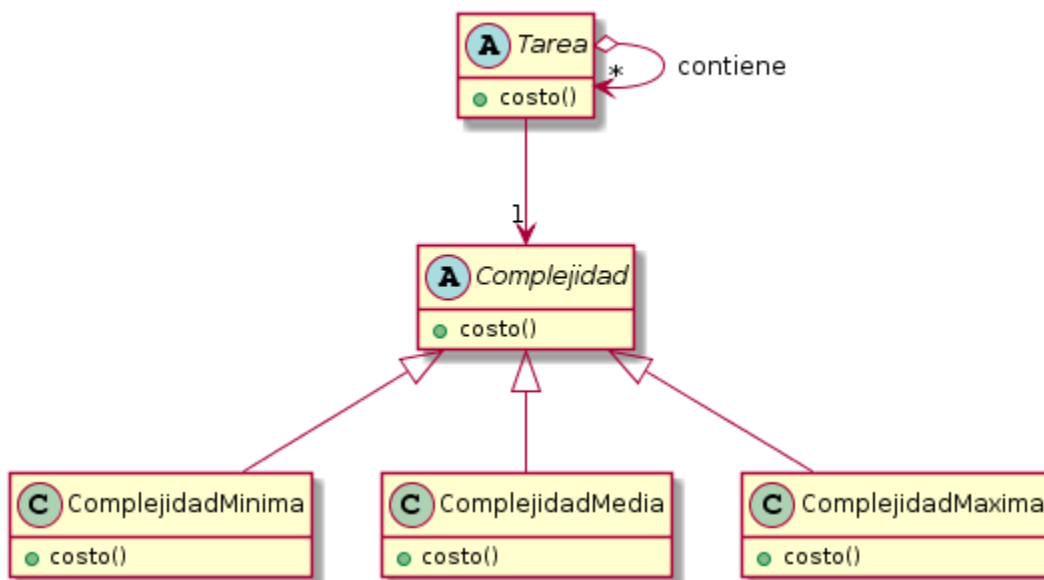 A Tarea
costo()
* contiene
1
A Complejidad
costo()
C ComplejidadMinima
costo()
C ComplejidadMedia
costo()
C ComplejidadMaxima
costo()